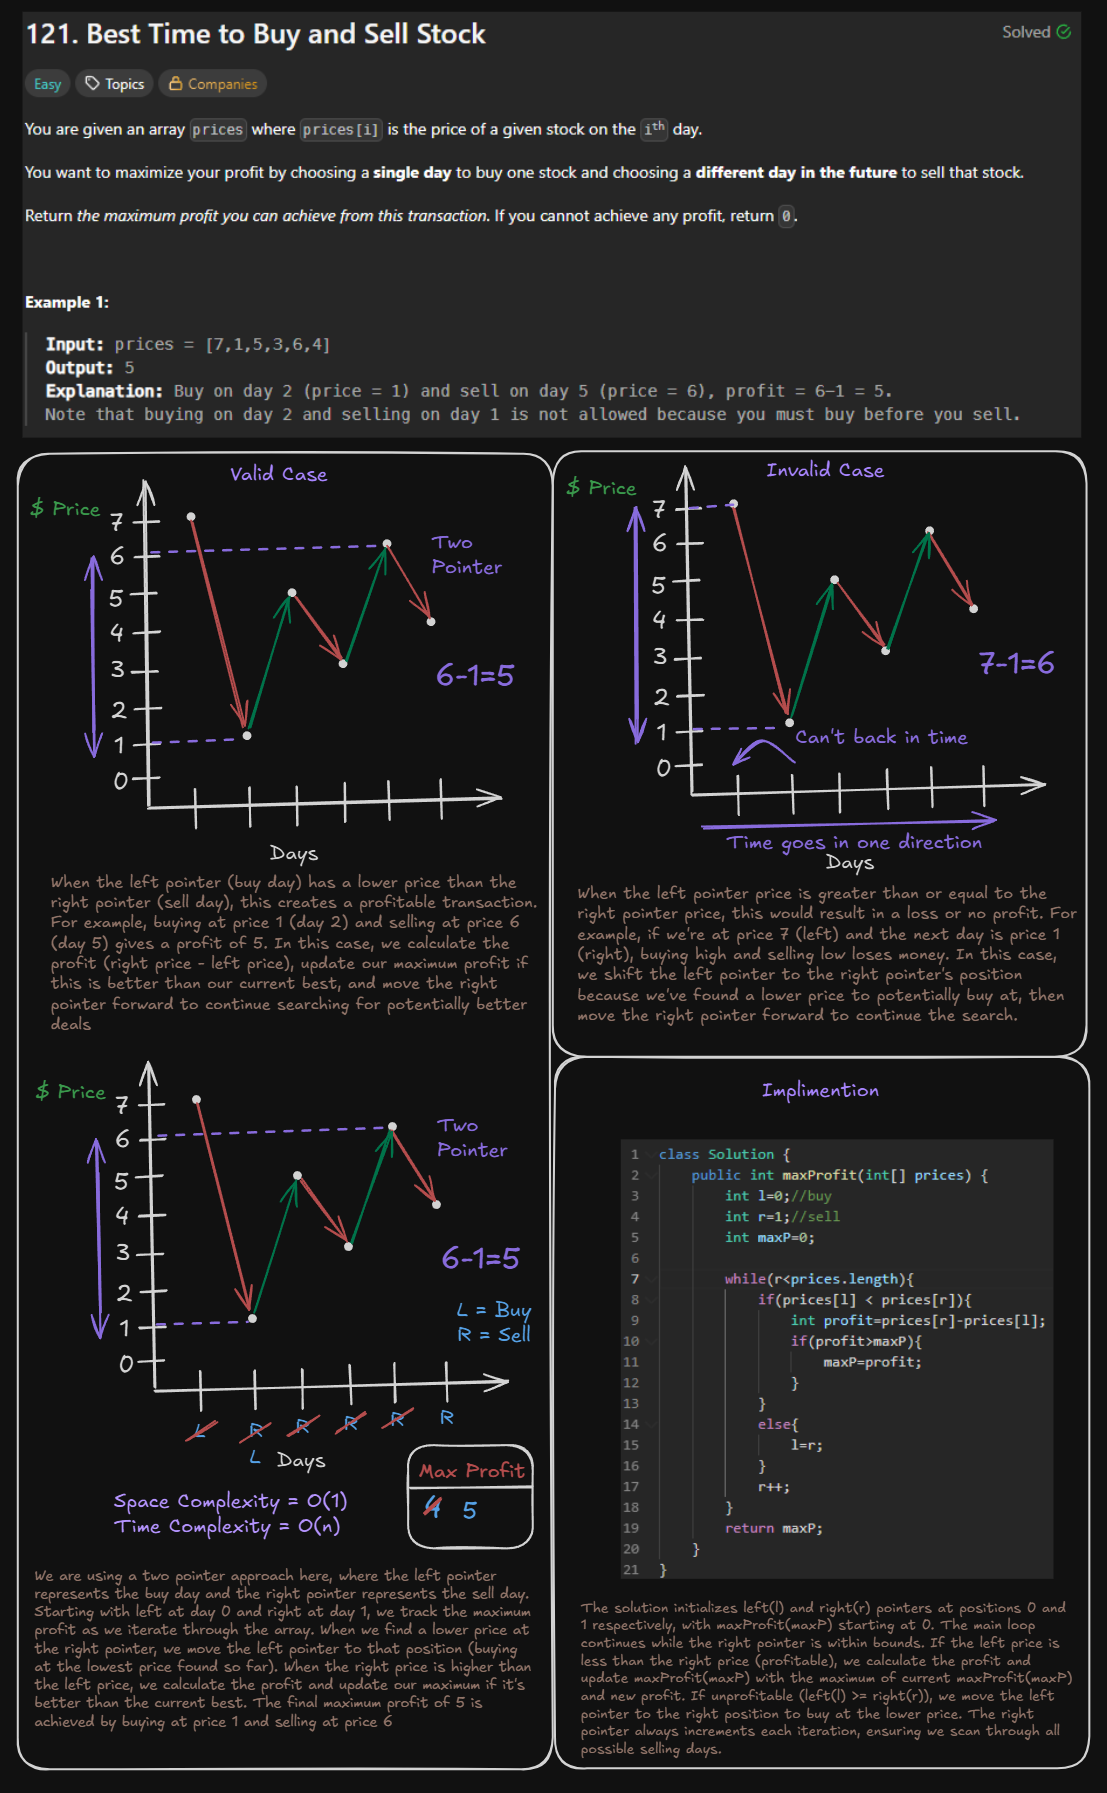 121. Best Time to Buy and Sell Stock
Solved
Easy
Topics
Companies
You are given an array prices where prices[i] is the price of a given stock on the ith day.
You want to maximize your profit by choosing a single day to buy one stock and choosing a different day in the future to sell that stock.
Return the maximum profit you can achieve from this transaction. If you cannot achieve any profit, return 0.
Example 1:
Input: prices = [7,1,5,3,6,4]
Output: 5
Explanation: Buy on day 2 (price = 1) and sell on day 5 (price = 6), profit = 6-1 = 5.
Note that buying on day 2 and selling on day 1 is not allowed because you must buy before you sell.
Valid Case
$ Price
7
6
5
4
3
2
1
0
Two
Pointer
6-1=5
Days
When the left pointer (buy day) has a lower price than the
right pointer (sell day), this creates a profitable transaction.
For example, buying at price 1 (day 2) and selling at price 6
(day 5) gives a profit of 5. In this case, we calculate the
profit (right price - left price), update our maximum profit if
this is better than our current best, and move the right
pointer forward to continue searching for potentially better
deals
Invalid Case
$ Price
7
6
5
4
3
2
1
0
7-1=6
Can't back in time
Time goes in one direction
Days
When the left pointer price is greater than or equal to the
right pointer price, this would result in a loss or no profit. For
example, if we're at price 7 (left) and the next day is price 1
(right), buying high and selling low loses money. In this case,
we shift the left pointer to the right pointer's position
because we've found a lower price to potentially buy at, then
move the right pointer forward to continue the search.
$ Price
7
6
5
4
3
2
1
0
Two
Pointer
6-1=5
L = Buy
R = Sell
L R R R R R
L
Days
Max Profit
4 5
Space Complexity = O(1)
Time Complexity = O(n)
We are using a two pointer approach here, where the left pointer
represents the buy day and the right pointer represents the sell day.
Starting with left at day 0 and right at day 1, we track the maximum
profit as we iterate through the array. When we find a lower price at
the right pointer, we move the left pointer to that position (buying
at the lowest price found so far). When the right price is higher than
the left price, we calculate the profit and update our maximum if it's
better than the current best. The final maximum profit of 5 is
achieved by buying at price 1 and selling at price 6
Implimention
1 class Solution {
2 public int maxProfit(int[] prices) {
3 int l=0;//buy
4 int r=1;//sell
5 int maxP=0;
6
7 while(r<prices.length){
8 if(prices[l] < prices[r]){
9 int profit=prices[r]-prices[l];
10 if(profit>maxP){
11 maxP=profit;
12 }
13 }
14 else{
15 l=r;
16 }
17 r++;
18 }
19 return maxP;
20 }
21 }
The solution initializes left(l) and right(r) pointers at positions 0 and
1 respectively, with maxProfit(maxP) starting at 0. The main loop
continues while the right pointer is within bounds. If the left price is
less than the right price (profitable), we calculate the profit and
update maxProfit(maxP) with the maximum of current maxProfit(maxP)
and new profit. If unprofitable (left(l) >= right(r)), we move the left
pointer to the right position to buy at the lower price. The right
pointer always increments each iteration, ensuring we scan through all
possible selling days.